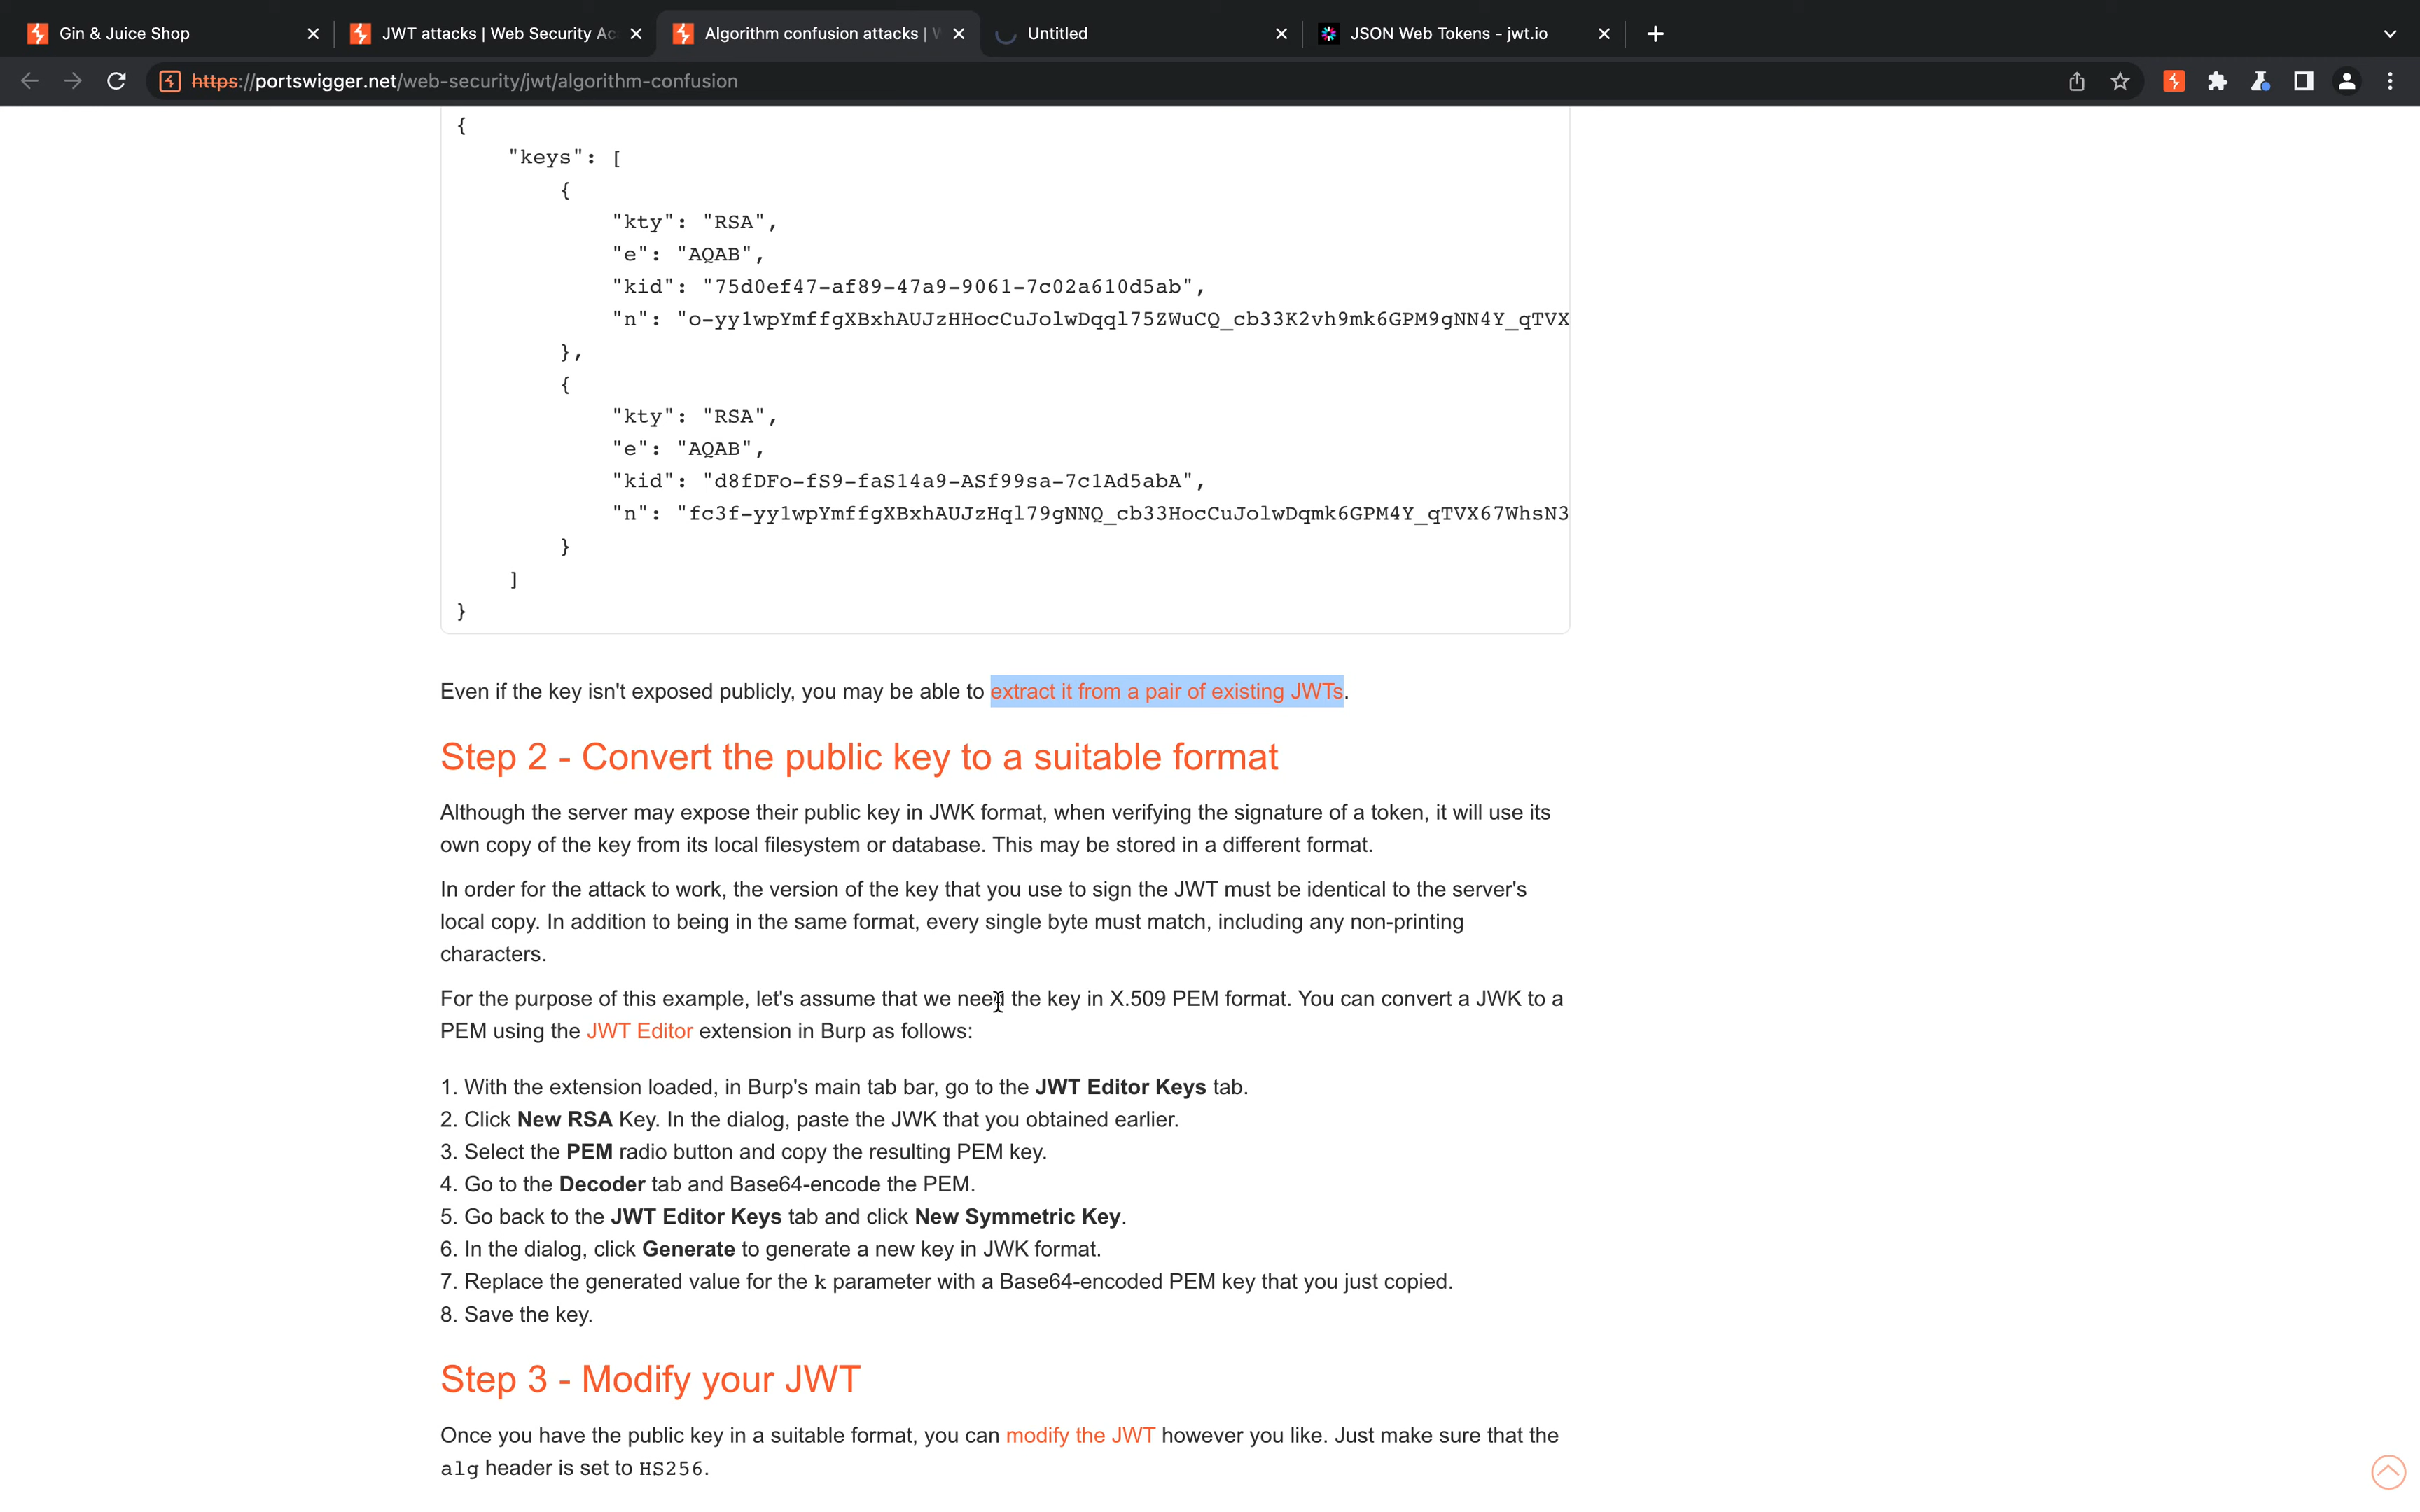 Gin & Juice Shop
JWT attacks | Web Security Ac
Algorithm confusion attacks | W
Untitled
JSON Web Tokens - jwt.io
https://portswigger.net/web-security/jwt/algorithm-confusion
{
"keys": [
{
"kty": "RSA",
"e": "AQAB",
"kid": "75d0ef47-af89-47a9-9061-7c02a610d5ab",
"n": "o-yy1wpYmffgXBxhAUJzHHocCuJolwDqql75ZWuCQ_cb33K2vh9mk6GPM9gNN4Y_qTVX
},
{
"kty": "RSA",
"e": "AQAB",
"kid": "d8fDFo-fS9-faS14a9-ASf99sa-7c1Ad5abA",
"n": "fc3f-yy1wpYmffgXBxhAUJzHql79gNNQ_cb33HocCuJolwDqmk6GPM4Y_qTVX67WhsN3
}
]
}
Even if the key isn't exposed publicly, you may be able to extract it from a pair of existing JWTs.
Step 2 - Convert the public key to a suitable format
Although the server may expose their public key in JWK format, when verifying the signature of a token, it will use its
own copy of the key from its local filesystem or database. This may be stored in a different format.
In order for the attack to work, the version of the key that you use to sign the JWT must be identical to the server's
local copy. In addition to being in the same format, every single byte must match, including any non-printing
characters.
For the purpose of this example, let's assume that we need the key in X.509 PEM format. You can convert a JWK to a
PEM using the JWT Editor extension in Burp as follows:
1. With the extension loaded, in Burp's main tab bar, go to the JWT Editor Keys tab.
2. Click New RSA Key. In the dialog, paste the JWK that you obtained earlier.
3. Select the PEM radio button and copy the resulting PEM key.
4. Go to the Decoder tab and Base64-encode the PEM.
5. Go back to the JWT Editor Keys tab and click New Symmetric Key.
6. In the dialog, click Generate to generate a new key in JWK format.
7. Replace the generated value for the k parameter with a Base64-encoded PEM key that you just copied.
8. Save the key.
Step 3 - Modify your JWT
Once you have the public key in a suitable format, you can modify the JWT however you like. Just make sure that the
alg header is set to HS256.